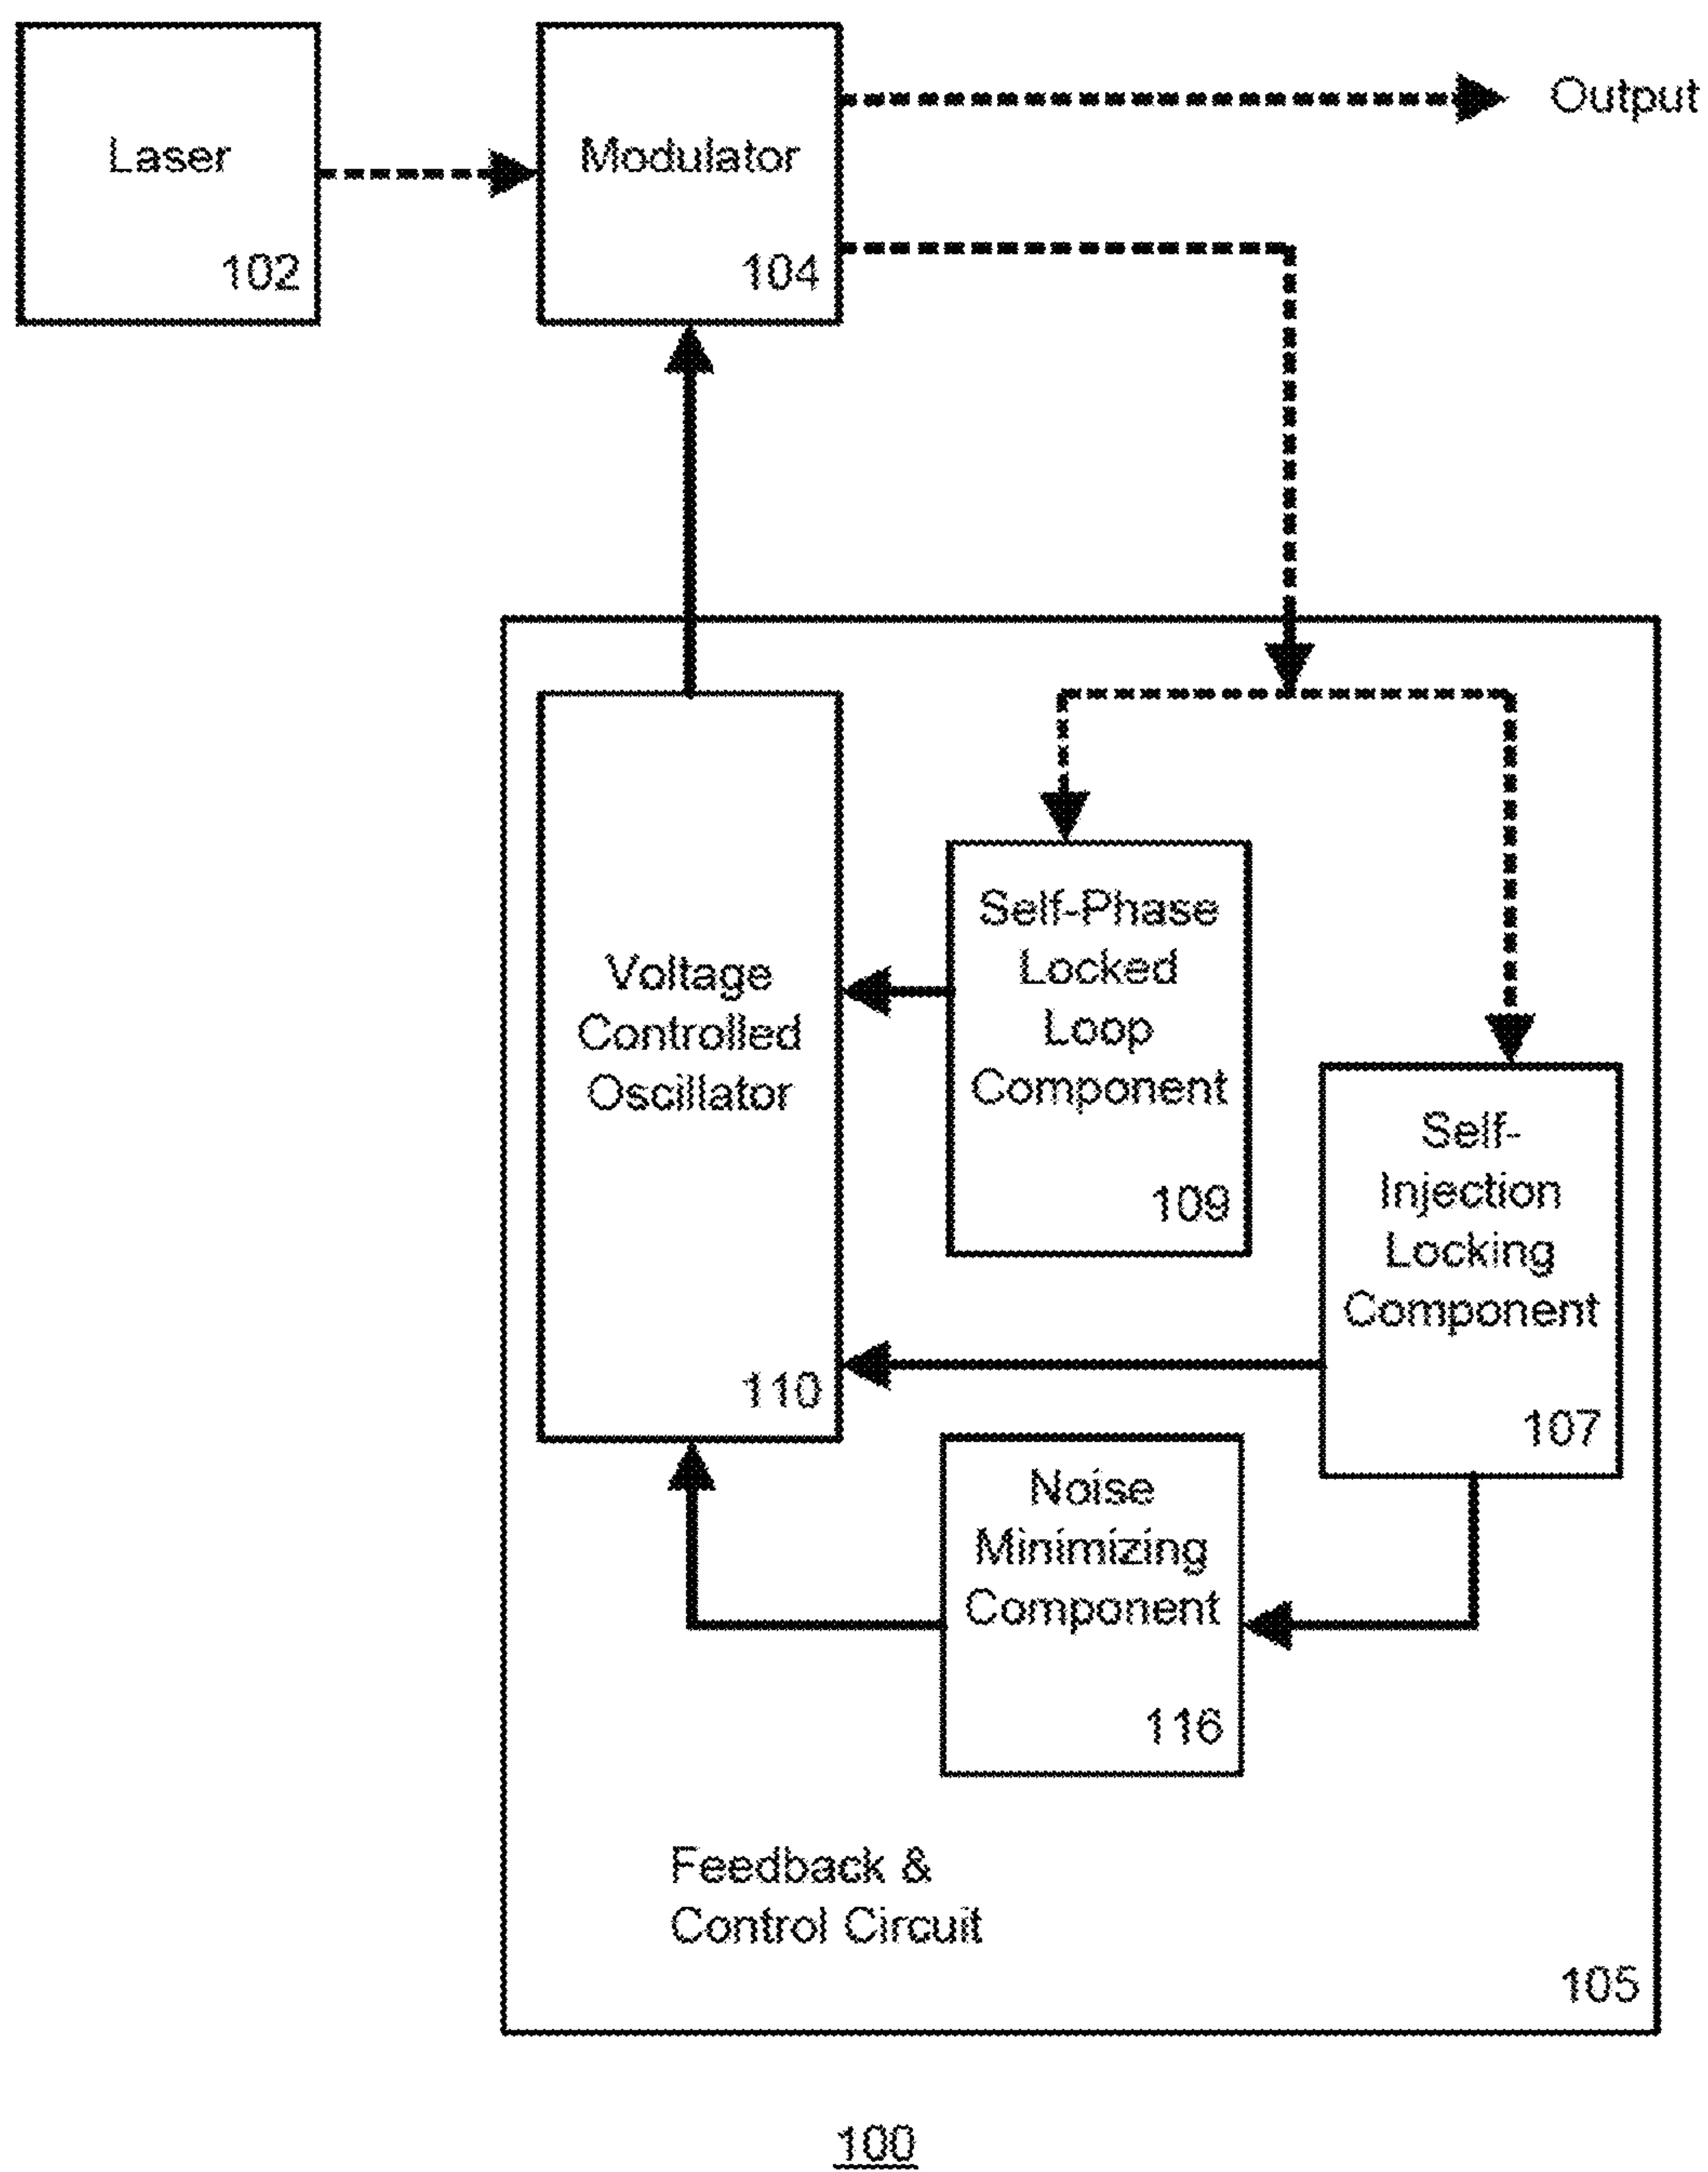 Laser
102
Modulator
104
Output
Voltage
Controlled
Oscillator
110
Self-Phase
Locked
Loop
Component
109
Self-
Injection
Locking
Component
107
Noise
Minimizing
Component
116
Feedback &
Control Circuit
105
100